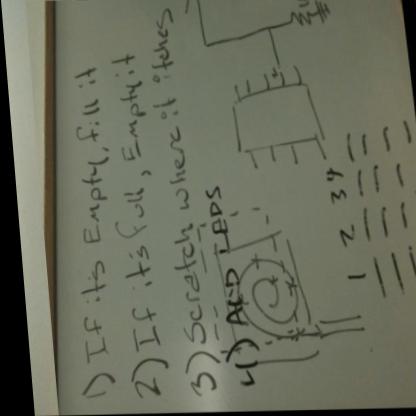 1) If its Empty, fill it
2) If it's full, Empty it
3) Scratch where it itches
4) ADD LEDS
1 2 3 4